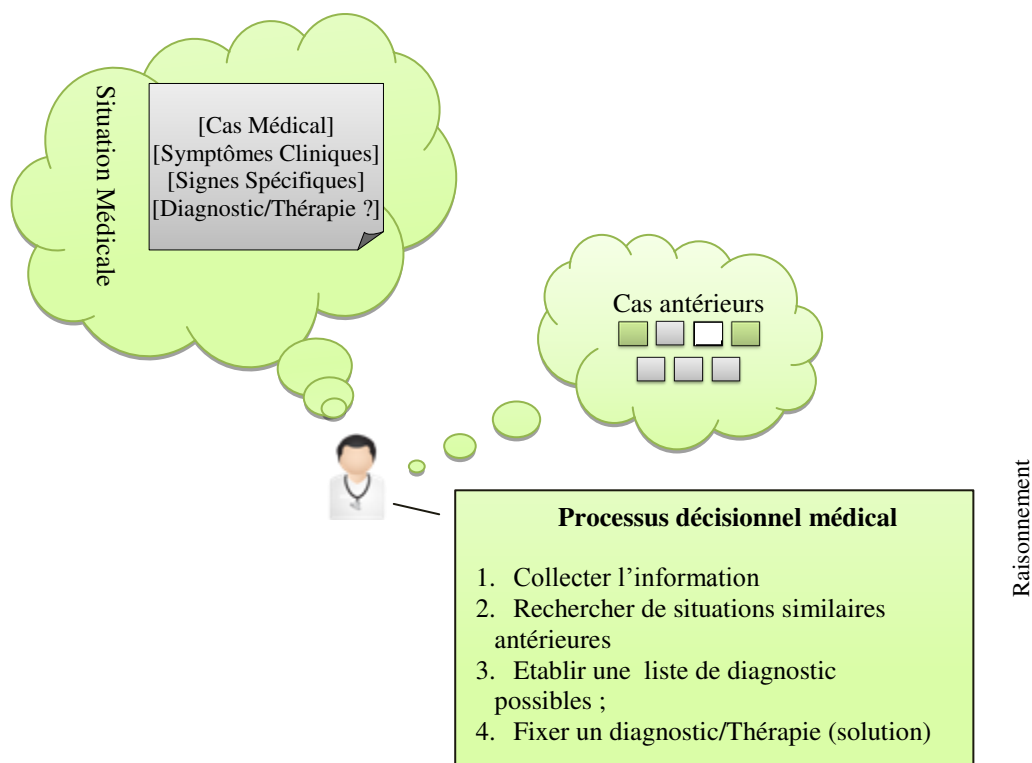 Situation Médicale
[Cas Médical]
[Symptômes Cliniques]
[Signes Spécifiques]
[Diagnostic/Thérapie ?]
Cas antérieurs
Raisonnement
Processus décisionnel médical
1. Collecter l’information
2. Rechercher de situations similaires
antérieures
3. Etablir une liste de diagnostic
possibles ;
4. Fixer un diagnostic/Thérapie (solution)